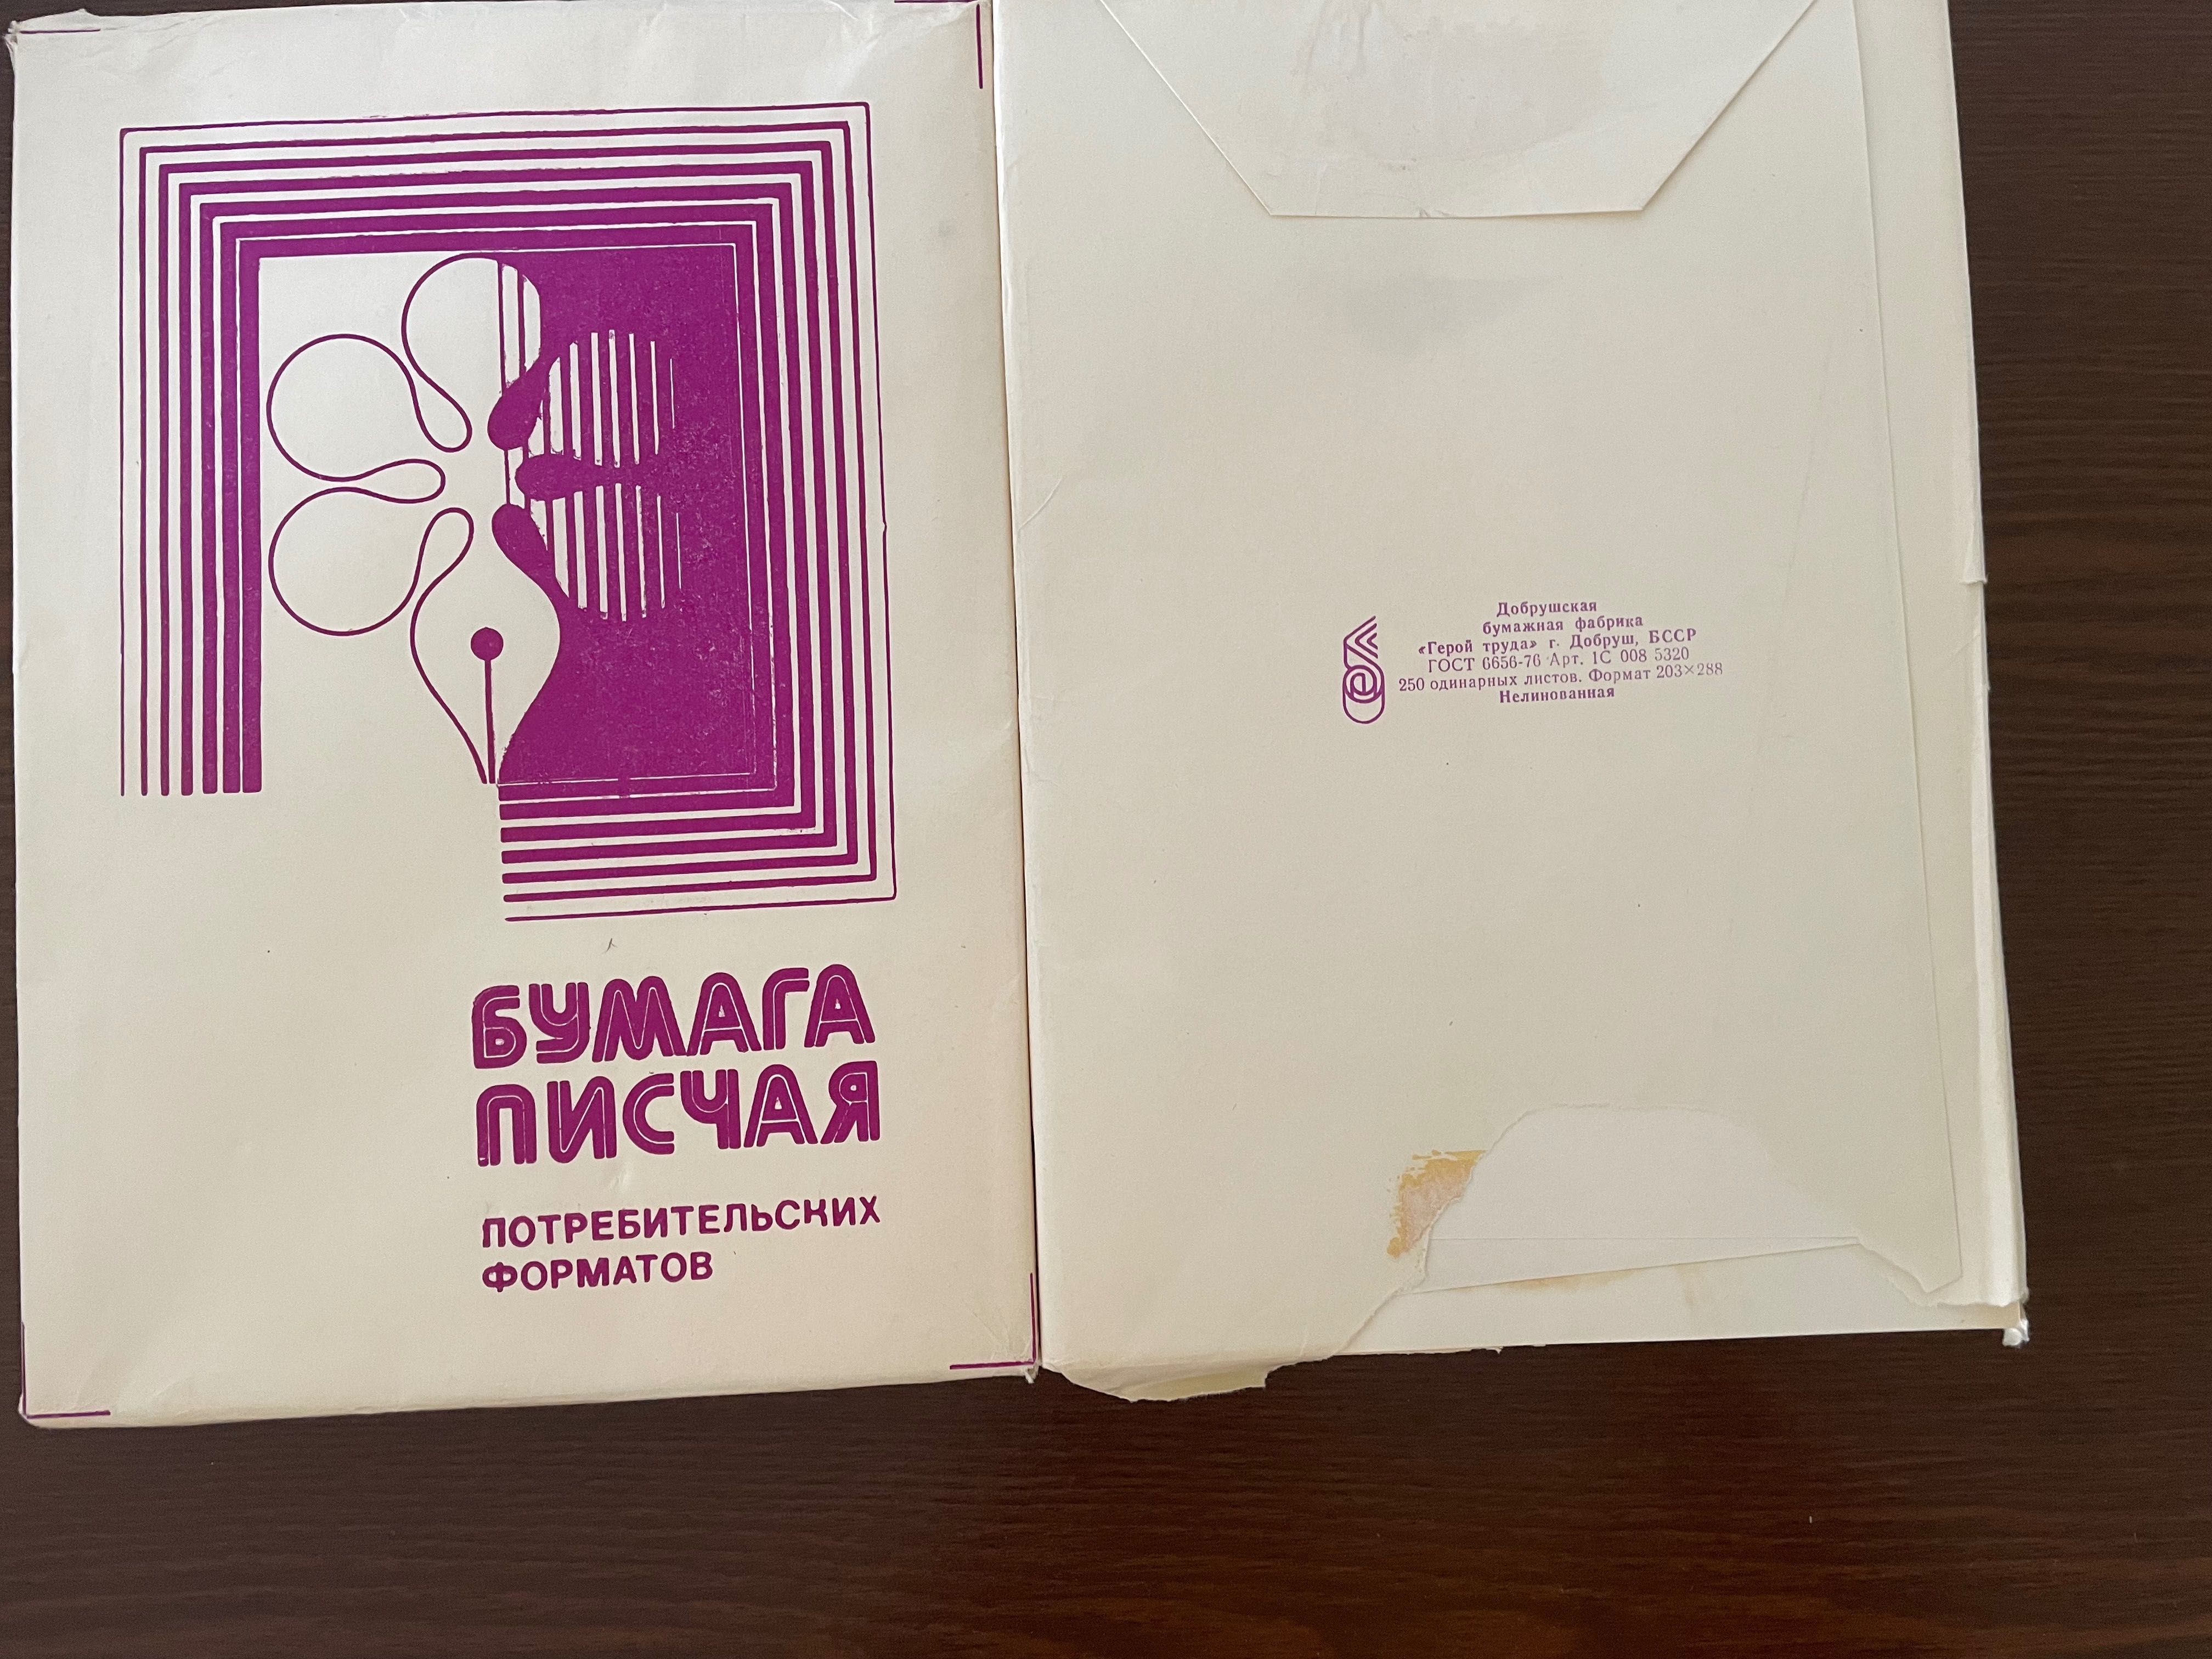 БУМАГА
ПИСЧАЯ
ПОТРЕБИТЕЛЬСКИХ
ФОРМАТОВ
Добрушская
бумажная фабрика
«Герой труда» г. Добруш, БССР
ГОСТ 6656-76 Арт. 1С 008 5320
250 одинарных листов. Формат 203×288
Нелинованная